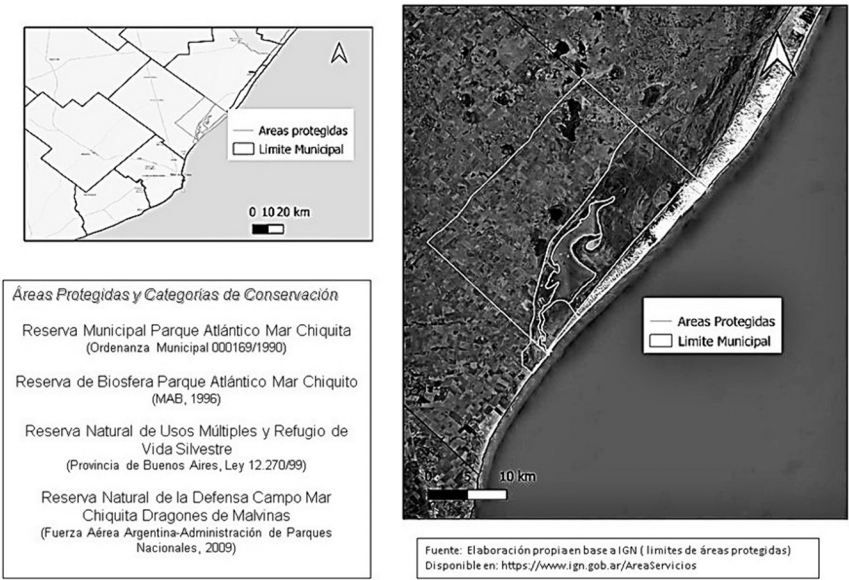 Areas protegidas
Limite Municipal
0 10 20 km
Áreas Protegidas y Categorías de Conservación
Reserva Municipal Parque Atlántico Mar Chiquita
(Ordenanza Municipal 000169/1990)
Reserva de Biosfera Parque Atlántico Mar Chiquito
(MAB, 1996)
Reserva Natural de Usos Múltiples y Refugio de
Vida Silvestre
(Provincia de Buenos Aires, Ley 12.270/99)
Reserva Natural de la Defensa Campo Mar
Chiquita Dragones de Malvinas
(Fuerza Aérea Argentina-Administración de Parques
Nacionales, 2009)
Areas Protegidas
Limite Municipal
0 5 10 km
Fuente: Elaboración propia en base a IGN ( limites de áreas protegidas)
Disponible en: https://www.ign.gob.ar/AreaServicios